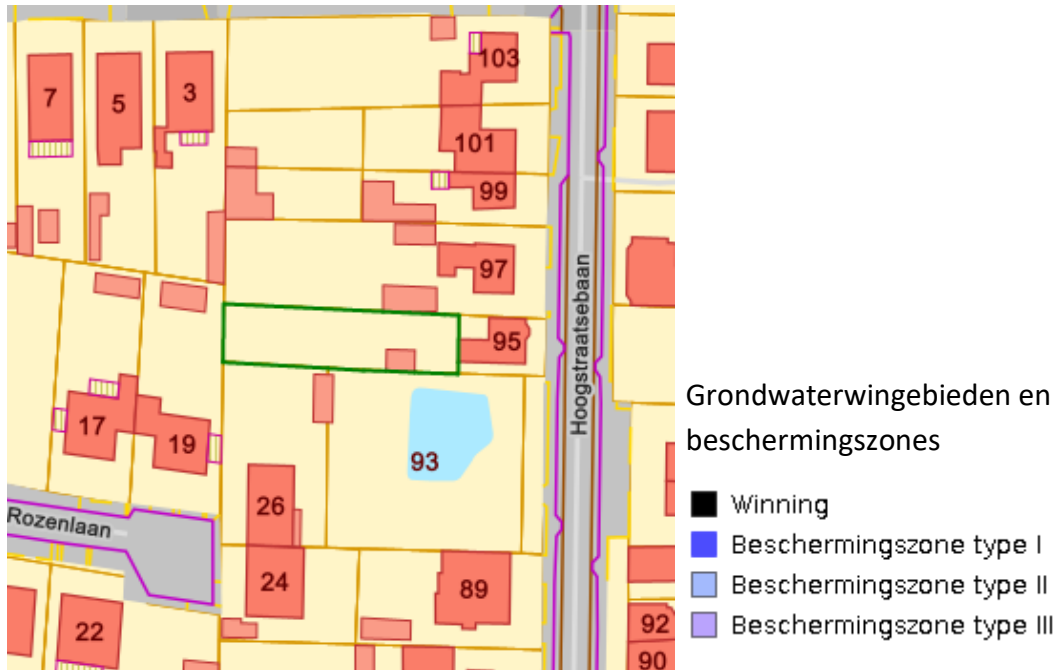 103
7
5
3
101
99
97
95
Hoogstraatsebaan
17
19
93
26
Rozenlaan
24
89
22
92
90
Grondwaterwingebieden en
beschermingszones
Winning
Beschermingszone type I
Beschermingszone type II
Beschermingszone type III